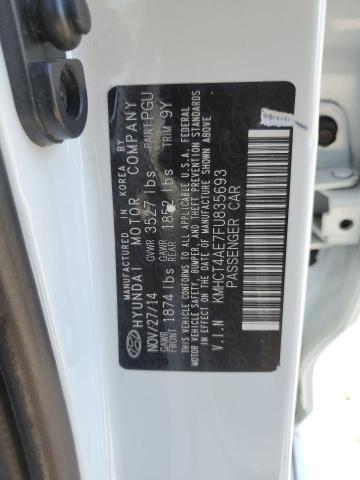 MANUFACTURED IN KOREA BY
HYUNDAI MOTOR COMPANY
NOV/27/14 GVWR 3527 lbs PAINT PGU
GAWR FRONT 1874 lbs GAWR REAR 1852 lbs TRIM 9Y
THIS VEHICLE CONFORMS TO ALL APPLICABLE U.S.A FEDERAL
MOTOR VEHICLE SAFETY, BUMPER, AND THEFT PREVENTION STANDARDS
IN EFFECT ON THE DATE OF MANUFACTURE SHOWN ABOVE
V.I.N KMHCT4AE7FU835693
PASSENGER CAR